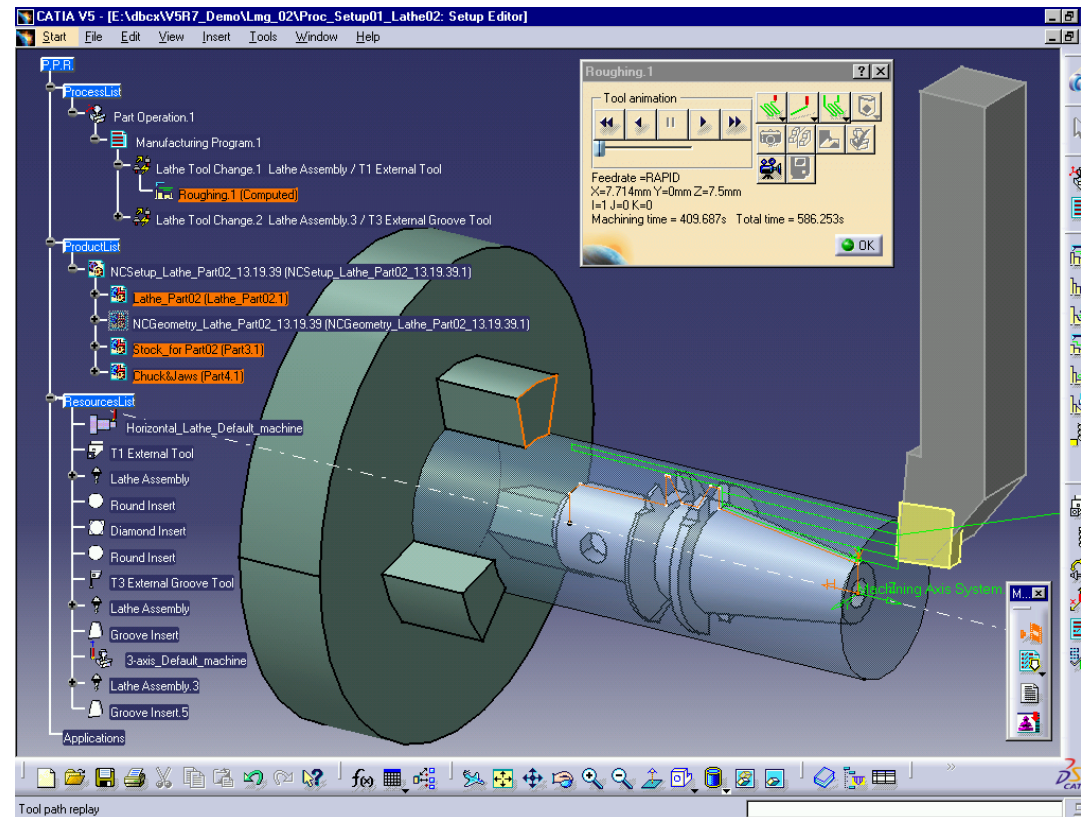 CATIA V5 - [E:\dbcx\V5R7_Demo\Lmg_02\Proc_Setup01_Lathe02: Setup Editor]
Start File Edit View Insert Tools Window Help
P.P.R.
ProcessList
Part Operation.1
Manufacturing Program.1
Lathe Tool Change.1 Lathe Assembly / T1 External Tool
Roughing.1 (Computed)
Lathe Tool Change.2 Lathe Assembly.3 / T3 External Groove Tool
ProductList
NCSetup_Lathe_Part02_13.19.39 (NCSetup_Lathe_Part02_13.19.39.1)
Lathe_Part02 (Lathe_Part02.1)
NCGeometry_Lathe_Part02_13.19.39 (NCGeometry_Lathe_Part02_13.19.39.1)
Stock_for Part02 (Part3.1)
Chuck&Jaws (Part4.1)
ResourcesList
Horizontal_Lathe_Default_machine
T1 External Tool
Lathe Assembly
Round Insert
Diamond Insert
Round Insert
T3 External Groove Tool
Lathe Assembly
Groove Insert
3-axis_Default_machine
Lathe Assembly.3
Groove Insert.5
Applications
Roughing.1
Tool animation
Feedrate =RAPID
X=7.714mm Y=0mm Z=7.5mm
I=1 J=0 K=0
Machining time = 409.687s Total time = 586.253s
OK
Machining Axis System
M...
f(x)
Tool path replay